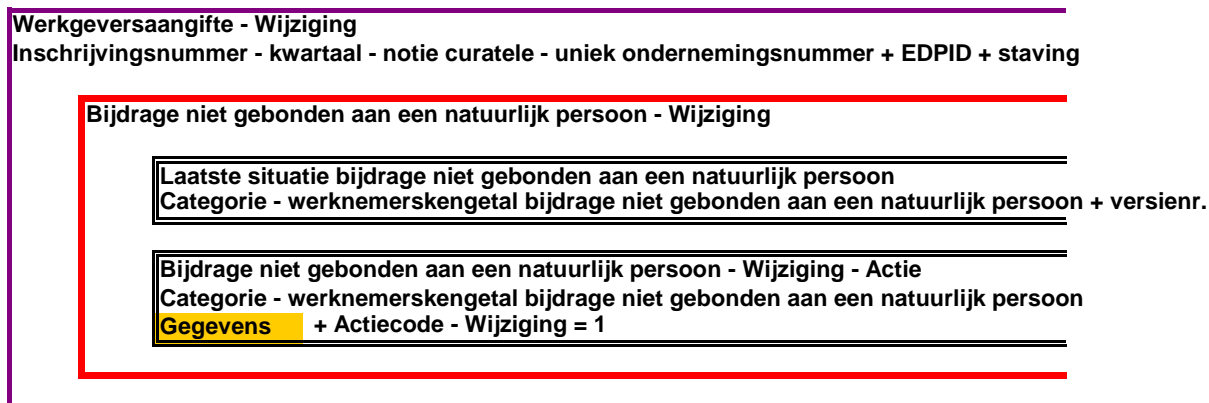 Werkgeversaangifte - Wijziging
Inschrijvingsnummer - kwartaal - notie curatele - uniek ondernemingsnummer + EDPID + staving
Bijdrage niet gebonden aan een natuurlijk persoon - Wijziging
Laatste situatie bijdrage niet gebonden aan een natuurlijk persoon
Categorie - werknemerskengetal bijdrage niet gebonden aan een natuurlijk persoon + versienr.
Bijdrage niet gebonden aan een natuurlijk persoon - Wijziging - Actie
Categorie - werknemerskengetal bijdrage niet gebonden aan een natuurlijk persoon
Gegevens + Actiecode - Wijziging = 1